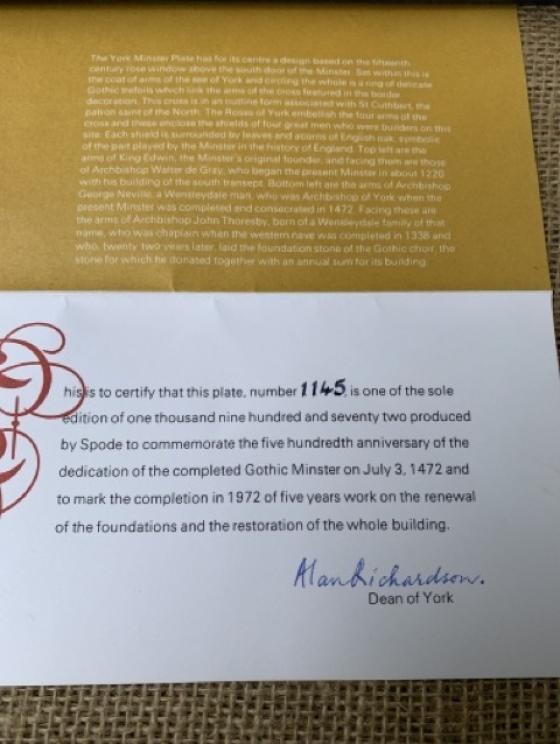 The York Minster Plate has for its centre a design based on the fifteenth
century rose window above the south door of the Minster. Set within this is
the coat of arms of the see of York and circling the whole is a ring of delicate
Gothic trefoils which link the arms of the cross featured in the border
decoration. This cross is in an outline form associated with St Cuthbert, the
patron saint of the North. The Roses of York embellish the four arms of the
cross and these enclose the shields of four great men who were builders on this
site. Each shield is surrounded by leaves and acorns of English oak, symbolic
of the part played by the Minster in the history of England. Top left are the
arms of King Edwin, the Minster's original founder, and facing them are those
of Archbishop Walter de Gray, who began the present Minster in about 1220
with his building of the south transept. Bottom left are the arms of Archbishop
George Neville, a Wensleydale man, who was Archbishop of York when the
present Minster was completed and consecrated in 1472. Facing these are
the arms of Archbishop John Thoresby, born of a Wensleydale family of that
name, who was chaplain when the western nave was completed in 1338 and
who, twenty two years later, laid the foundation stone of the Gothic choir, the
stone for which he donated together with an annual sum for its building.
This is to certify that this plate, number 1145, is one of the sole
edition of one thousand nine hundred and seventy two produced
by Spode to commemorate the five hundredth anniversary of the
dedication of the completed Gothic Minster on July 3, 1472 and
to mark the completion in 1972 of five years work on the renewal
of the foundations and the restoration of the whole building.
Alan Richardson.
Dean of York